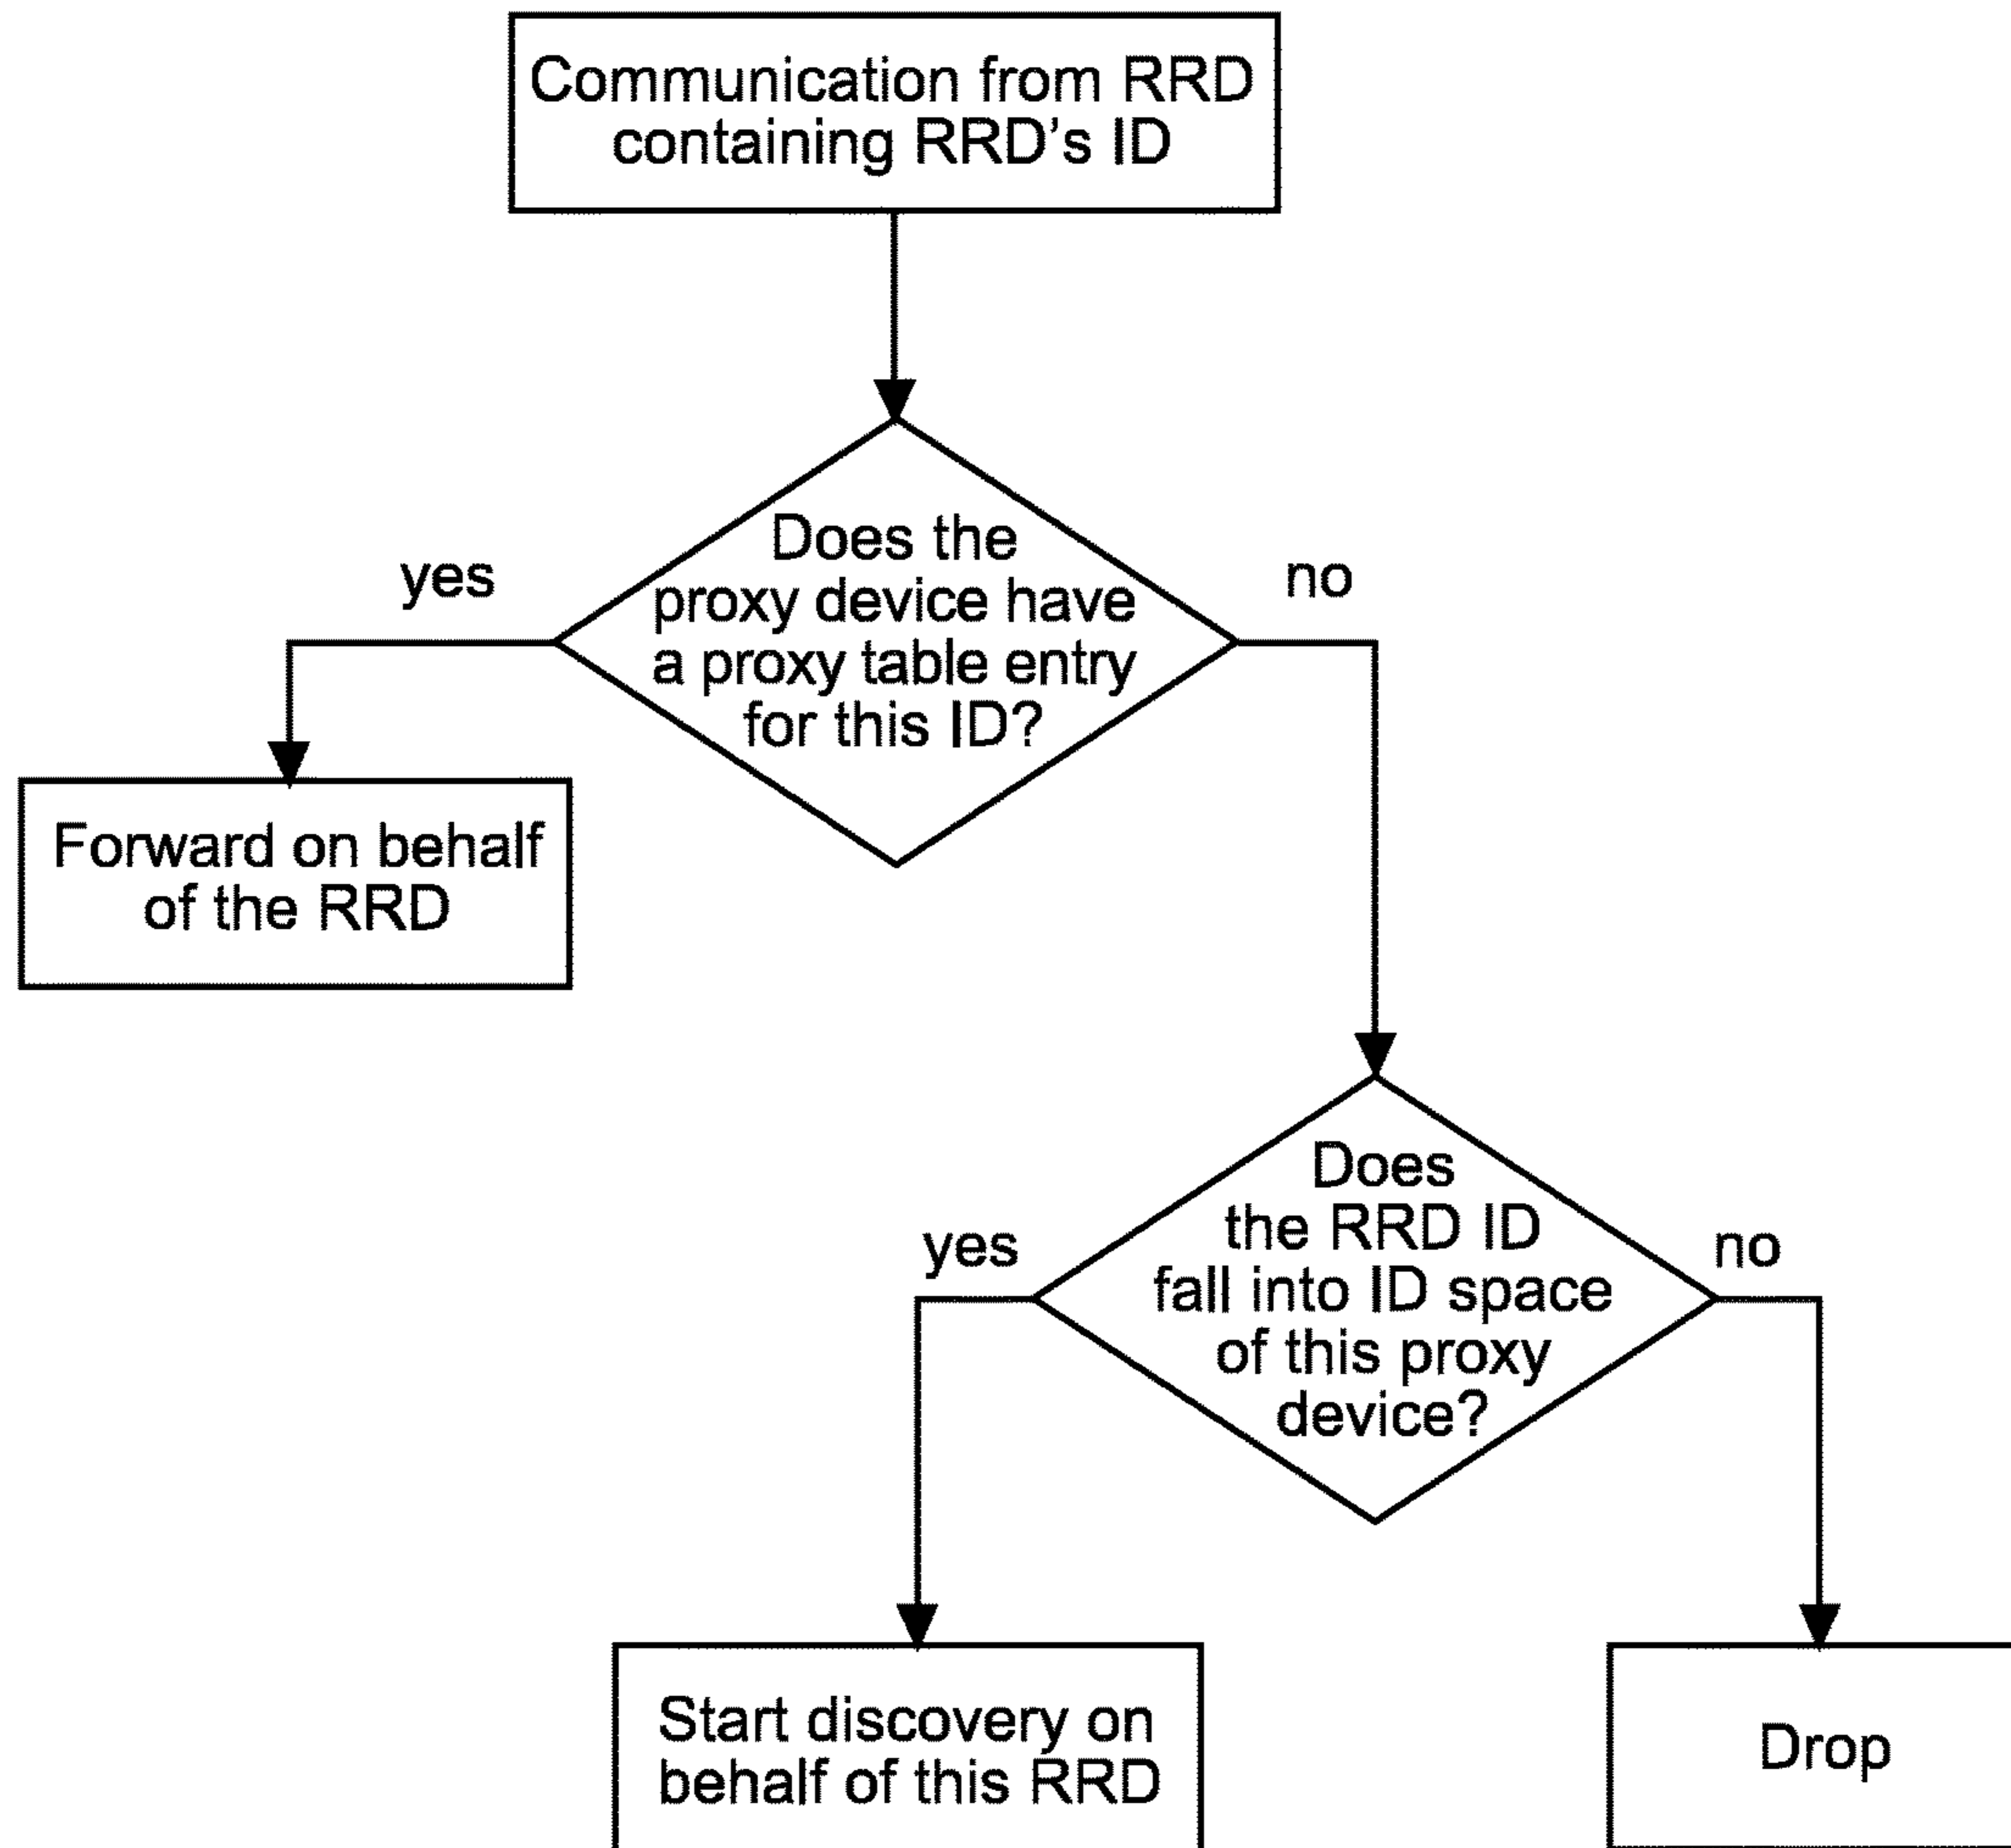 Communication from RRD
containing RRD's ID
Does the
proxy device have
a proxy table entry
for this ID?
yes
no
Forward on behalf
of the RRD
Does
the RRD ID
fall into ID space
of this proxy
device?
yes
no
Start discovery on
behalf of this RRD
Drop